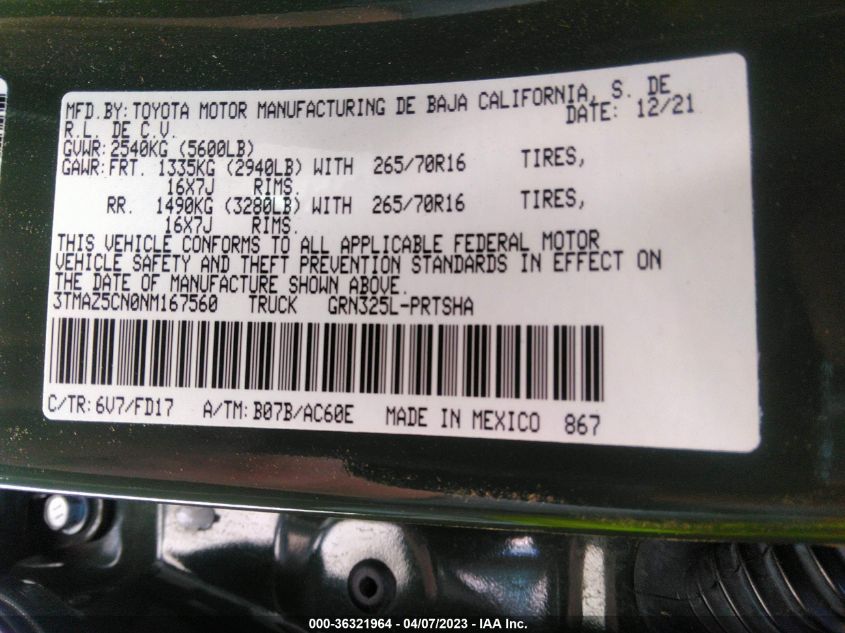 MFD.BY: TOYOTA MOTOR MANUFACTURING DE BAJA CALIFORNIA, S. DE
R.L. DE C.V. DATE: 12/21
GVWR: 2540KG (5600LB)
GAWR: FRT. 1335KG (2940LB) WITH 265/70R16 TIRES,
16X7J RIMS.
RR. 1490KG (3280LB) WITH 265/70R16 TIRES,
16X7J RIMS.
THIS VEHICLE CONFORMS TO ALL APPLICABLE FEDERAL MOTOR
VEHICLE SAFETY AND THEFT PREVENTION STANDARDS IN EFFECT ON
THE DATE OF MANUFACTURE SHOWN ABOVE.
3TMAZ5CN0NM167560 TRUCK GRN325L-PRTSHA
C/TR: 6V7/FD17 A/TM: B07B/AC60E MADE IN MEXICO 867
000-36321964 - 04/07/2023 - IAA Inc.